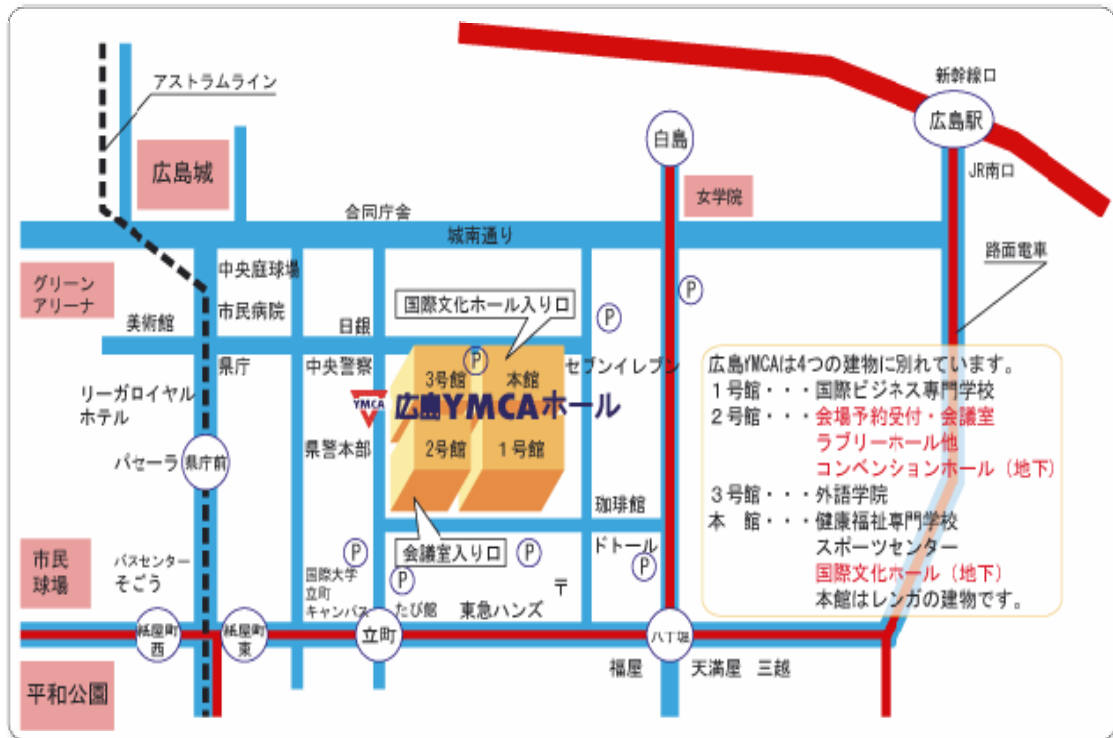 新幹線口
アストラムライン
広島駅
白島
広島城
JR南口
女学院
合同庁舎
城南通り
路面電車
グリーン
アリーナ
中央庭球場
市民病院
国際文化ホール入り口
P
P
美術館
日銀
P
県庁
中央警察
セブンイレブン
3号館
本館
リーガロイヤル
ホテル
YMCA
広島YMCAホール
県警本部
2号館
1号館
パセーラ
県庁前
珈琲館
会議室入り口
ドトール
P
P
P
P
市民
球場
バスセンター
そごう
国際大学
立町
キャンパス
たび館
東急ハンズ
〒
紙屋町
西
紙屋町
東
立町
八丁堀
福屋
天満屋
三越
平和公園
広島YMCAは4つの建物に別れています。
1号館・・・国際ビジネス専門学校
2号館・・・会場予約受付・会議室
ラブリーホール他
コンベンションホール（地下）
3号館・・・外語学院
本　館・・・健康福祉専門学校
スポーツセンター
国際文化ホール（地下）
本館はレンガの建物です。